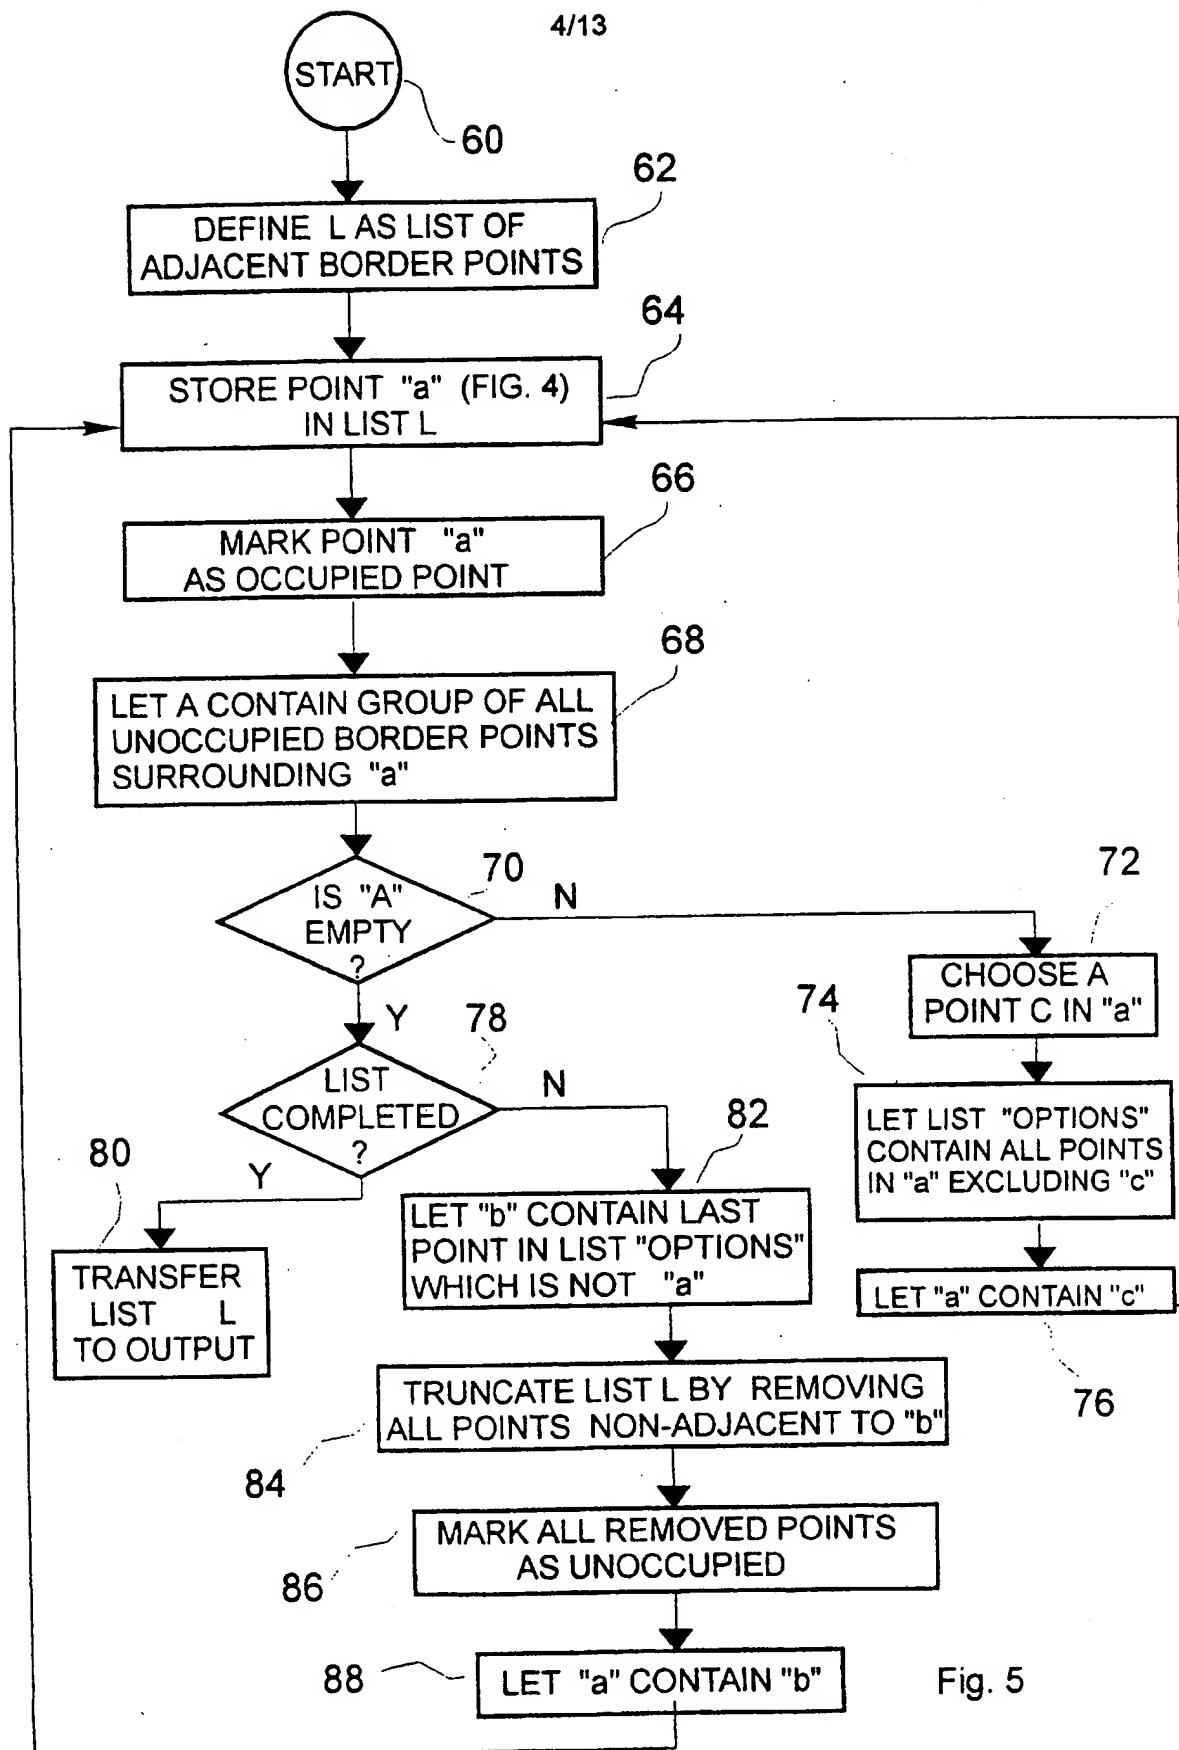 4/13
START
60
62
DEFINE L AS LIST OF
ADJACENT BORDER POINTS
64
STORE POINT "a" (FIG. 4)
IN LIST L
66
MARK POINT "a"
AS OCCUPIED POINT
68
LET A CONTAIN GROUP OF ALL
UNOCCUPIED BORDER POINTS
SURROUNDING "a"
70
IS "A"
EMPTY
?
N
Y
72
CHOOSE A
POINT C IN "a"
74
LET LIST "OPTIONS"
CONTAIN ALL POINTS
IN "a" EXCLUDING "c"
LET "a" CONTAIN "c"
76
78
LIST
COMPLETED
?
N
Y
80
TRANSFER
LIST L
TO OUTPUT
82
LET "b" CONTAIN LAST
POINT IN LIST "OPTIONS"
WHICH IS NOT "a"
TRUNCATE LIST L BY REMOVING
ALL POINTS NON-ADJACENT TO "b"
84
MARK ALL REMOVED POINTS
AS UNOCCUPIED
86
88
LET "a" CONTAIN "b"
Fig. 5